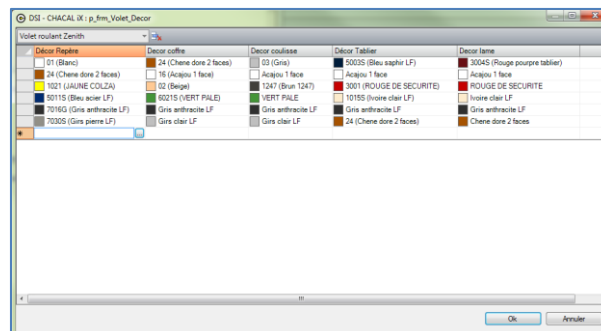 DSI - CHACAL iX : p_frm_Volet_Decor
Volet roulant Zenith
Décor Repère Decor coffre Decor coulisse Décor Tablier Decor lame
01 (Blanc) 24 (Chene dore 2 faces) 03 (Gris) 5003S (Bleu saphir LF) 3004S (Rouge pourpre tablier)
24 (Chene dore 2 faces) 16 (Acajou 1 face) Acajou 1 face Acajou 1 face Acajou 1 face
1021 (JAUNE COLZA) 02 (Beige) 1247 (Brun 1247) 3001 (ROUGE DE SECURITE) ROUGE DE SECURITE
5011S (Bleu acier LF) 6021S (VERT PALE) VERT PALE 1015S (Ivoire clair LF) Ivoire clair LF
7016G (Gris anthracite LF) Gris anthracite LF Gris anthracite LF Gris anthracite LF Gris anthracite LF
7030S (Girs pierre LF) Girs clair LF Girs clair LF 24 (Chene dore 2 faces) Chene dore 2 faces
Ok Annuler